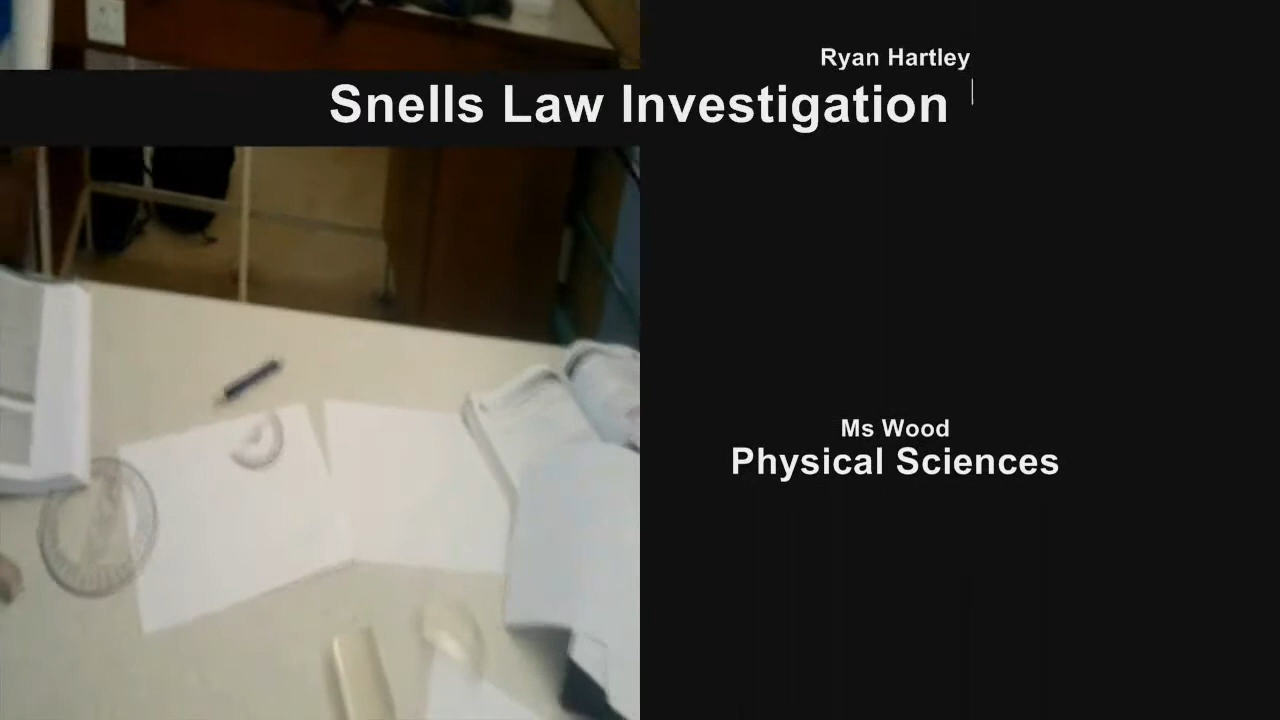 Ryan Hartley
Snells Law Investigation
Ms Wood
Physical Sciences